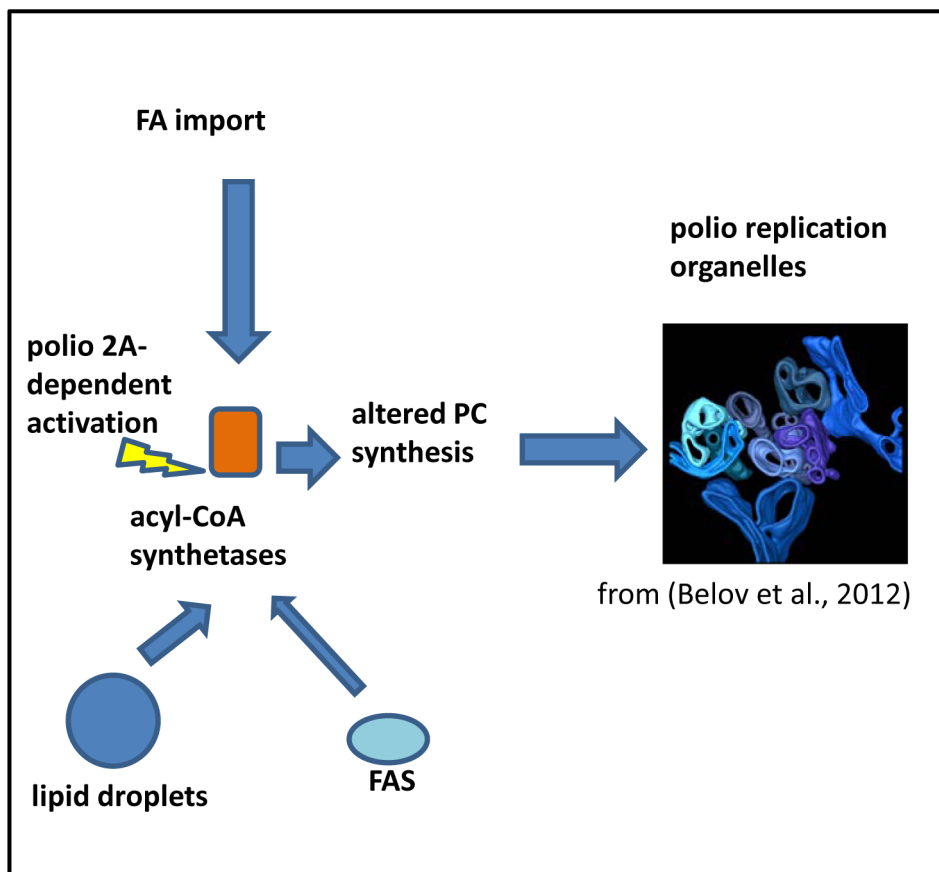 FA import
polio replication
organelles
polio 2A-
dependent
activation
altered PC
synthesis
acyl-CoA
synthetases
from (Belov et al., 2012)
lipid droplets
FAS